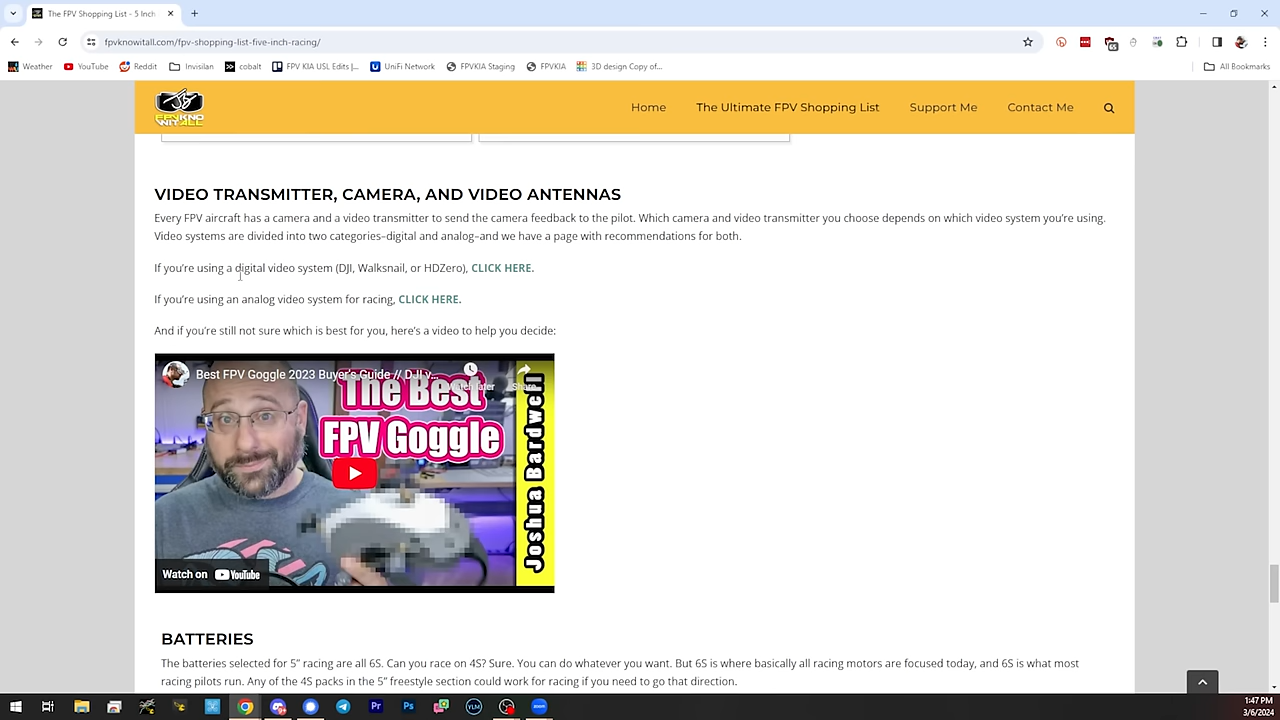 The FPV Shopping List - 5 Inch
fpvknowitall.com/fpv-shopping-list-five-inch-racing/
Weather
YouTube
Reddit
Invisilan
cobalt
FPV KIA USL Edits |...
UniFi Network
FPVKIA Staging
FPVKIA
3D design Copy of...
All Bookmarks
Home
The Ultimate FPV Shopping List
Support Me
Contact Me
VIDEO TRANSMITTER, CAMERA, AND VIDEO ANTENNAS
Every FPV aircraft has a camera and a video transmitter to send the camera feedback to the pilot. Which camera and video transmitter you choose depends on which video system you're using.
Video systems are divided into two categories–digital and analog–and we have a page with recommendations for both.
If you're using a digital video system (DJI, Walksnail, or HDZero), CLICK HERE.
If you're using an analog video system for racing, CLICK HERE.
And if you're still not sure which is best for you, here's a video to help you decide:
Best FPV Goggle 2023 Buyer's Guide // DJI v...
Watch later
Share
The Best
FPV Goggle
Joshua Bardwell
Watch on YouTube
BATTERIES
The batteries selected for 5" racing are all 6S. Can you race on 4S? Sure. You can do whatever you want. But 6S is where basically all racing motors are focused today, and 6S is what most
racing pilots run. Any of the 4S packs in the 5" freestyle section could work for racing if you need to go that direction.
1:47 PM
3/6/2024